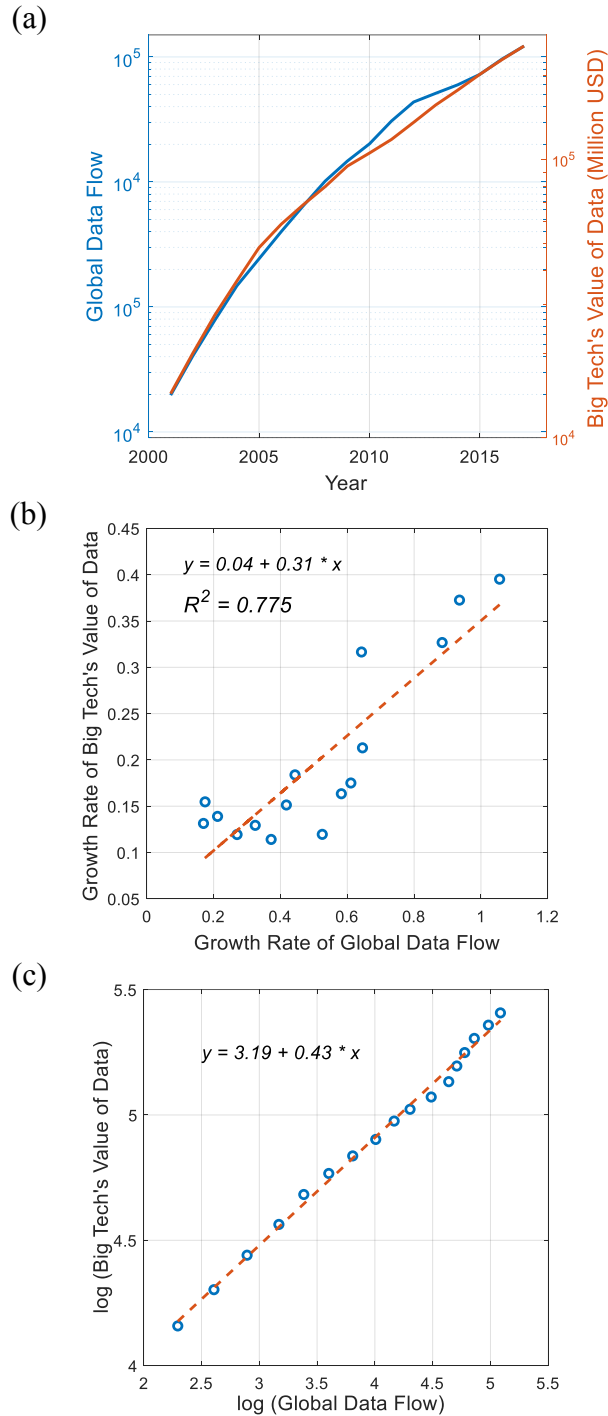 (a)
10^5
10^4
10^5
10^4
Global Data Flow
10^5
10^4
Big Tech's Value of Data (Million USD)
2000 2005 2010 2015
Year
(b)
0.45
0.4
0.35
0.3
0.25
0.2
0.15
0.1
0.05
Growth Rate of Big Tech's Value of Data
y = 0.04 + 0.31 * x
R^2 = 0.775
0 0.2 0.4 0.6 0.8 1 1.2
Growth Rate of Global Data Flow
(c)
5.5
5
4.5
4
log (Big Tech's Value of Data)
y = 3.19 + 0.43 * x
2 2.5 3 3.5 4 4.5 5 5.5
log (Global Data Flow)